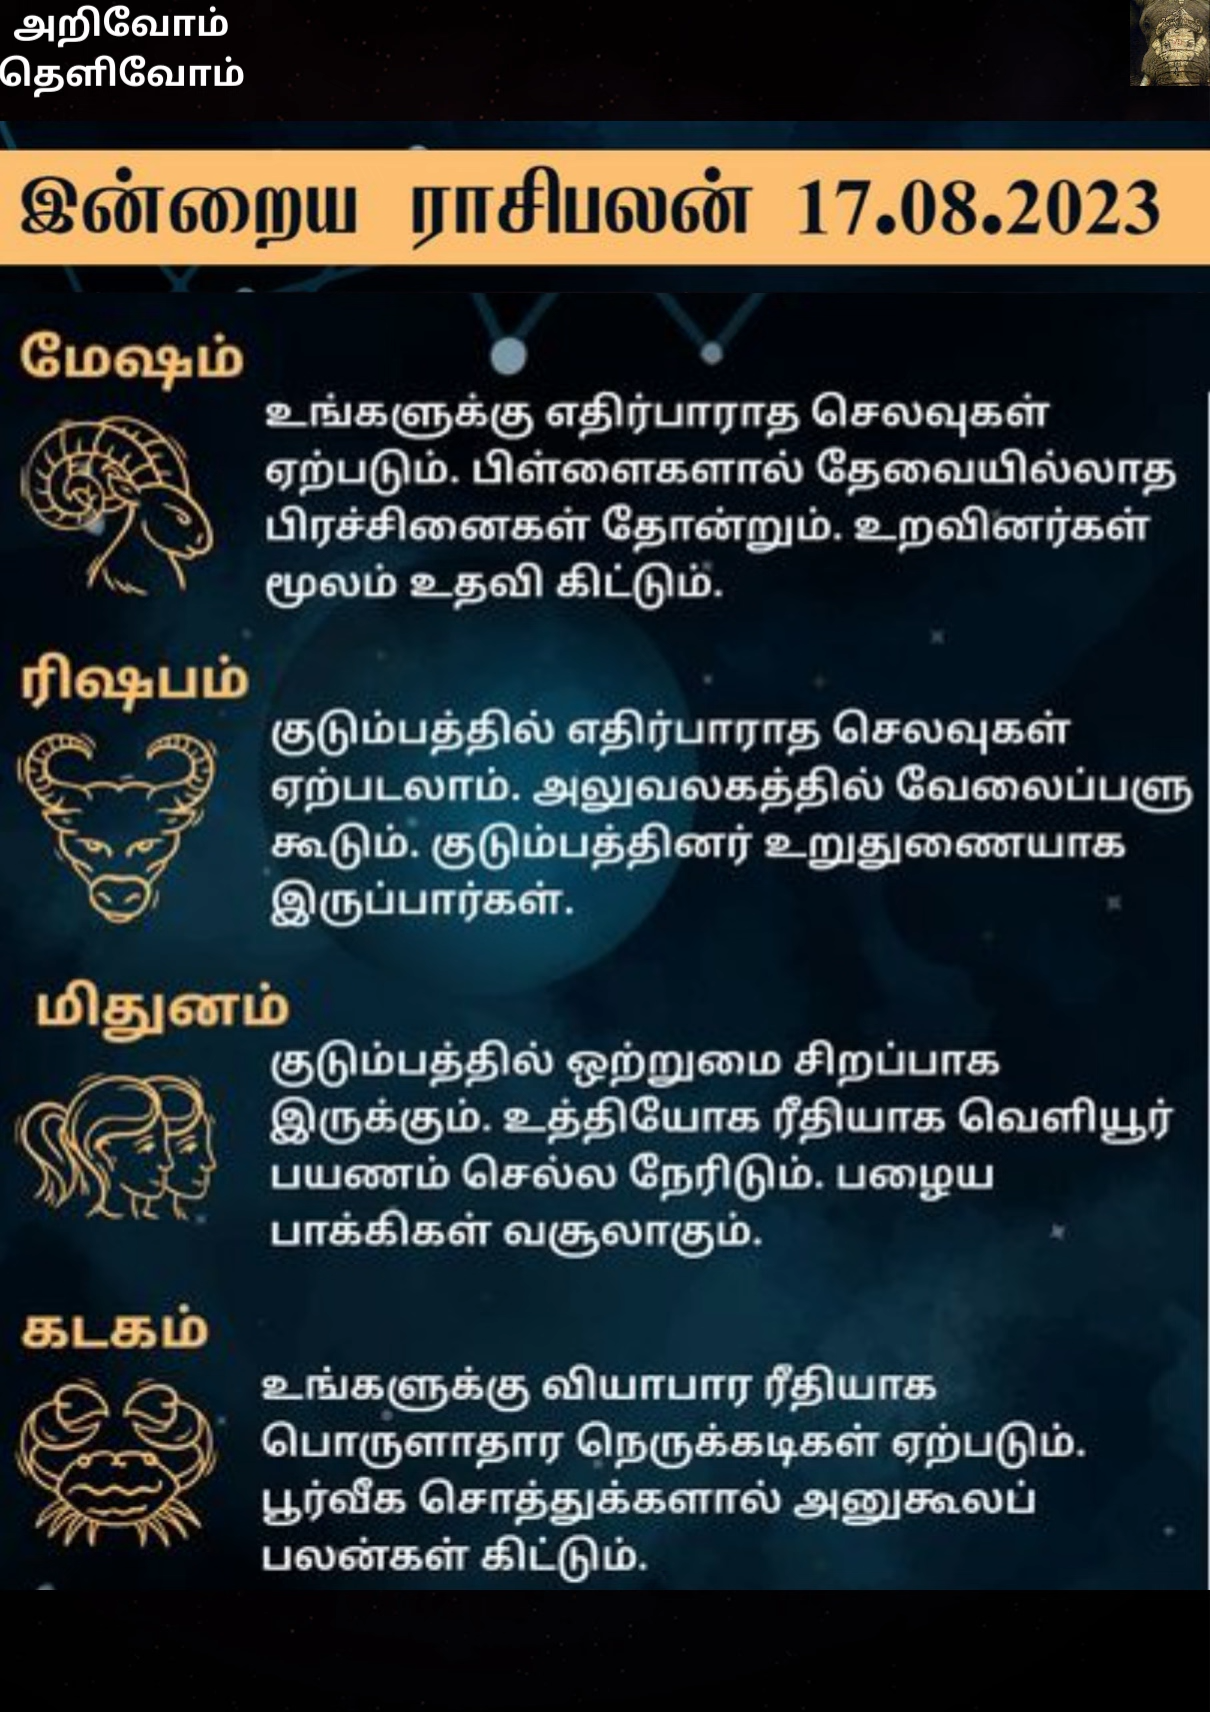 அறிவோம்
தெளிவோம்
இன்றைய ராசிபலன் 17.08.2023
மேஷம்
உங்களுக்கு எதிர்பாராத செலவுகள்
ஏற்படும். பிள்ளைகளால் தேவையில்லாத
பிரச்சினைகள் தோன்றும். உறவினர்கள்
மூலம் உதவி கிட்டும்.
ரிஷபம்
குடும்பத்தில் எதிர்பாராத செலவுகள்
ஏற்படலாம். அலுவலகத்தில் வேலைப்பளு
கூடும். குடும்பத்தினர் உறுதுணையாக
இருப்பார்கள்.
மிதுனம்
குடும்பத்தில் ஒற்றுமை சிறப்பாக
இருக்கும். உத்தியோக ரீதியாக வெளியூர்
பயணம் செல்ல நேரிடும். பழைய
பாக்கிகள் வசூலாகும்.
கடகம்
உங்களுக்கு வியாபார ரீதியாக
பொருளாதார நெருக்கடிகள் ஏற்படும்.
பூர்வீக சொத்துக்களால் அனுகூலப்
பலன்கள் கிட்டும்.